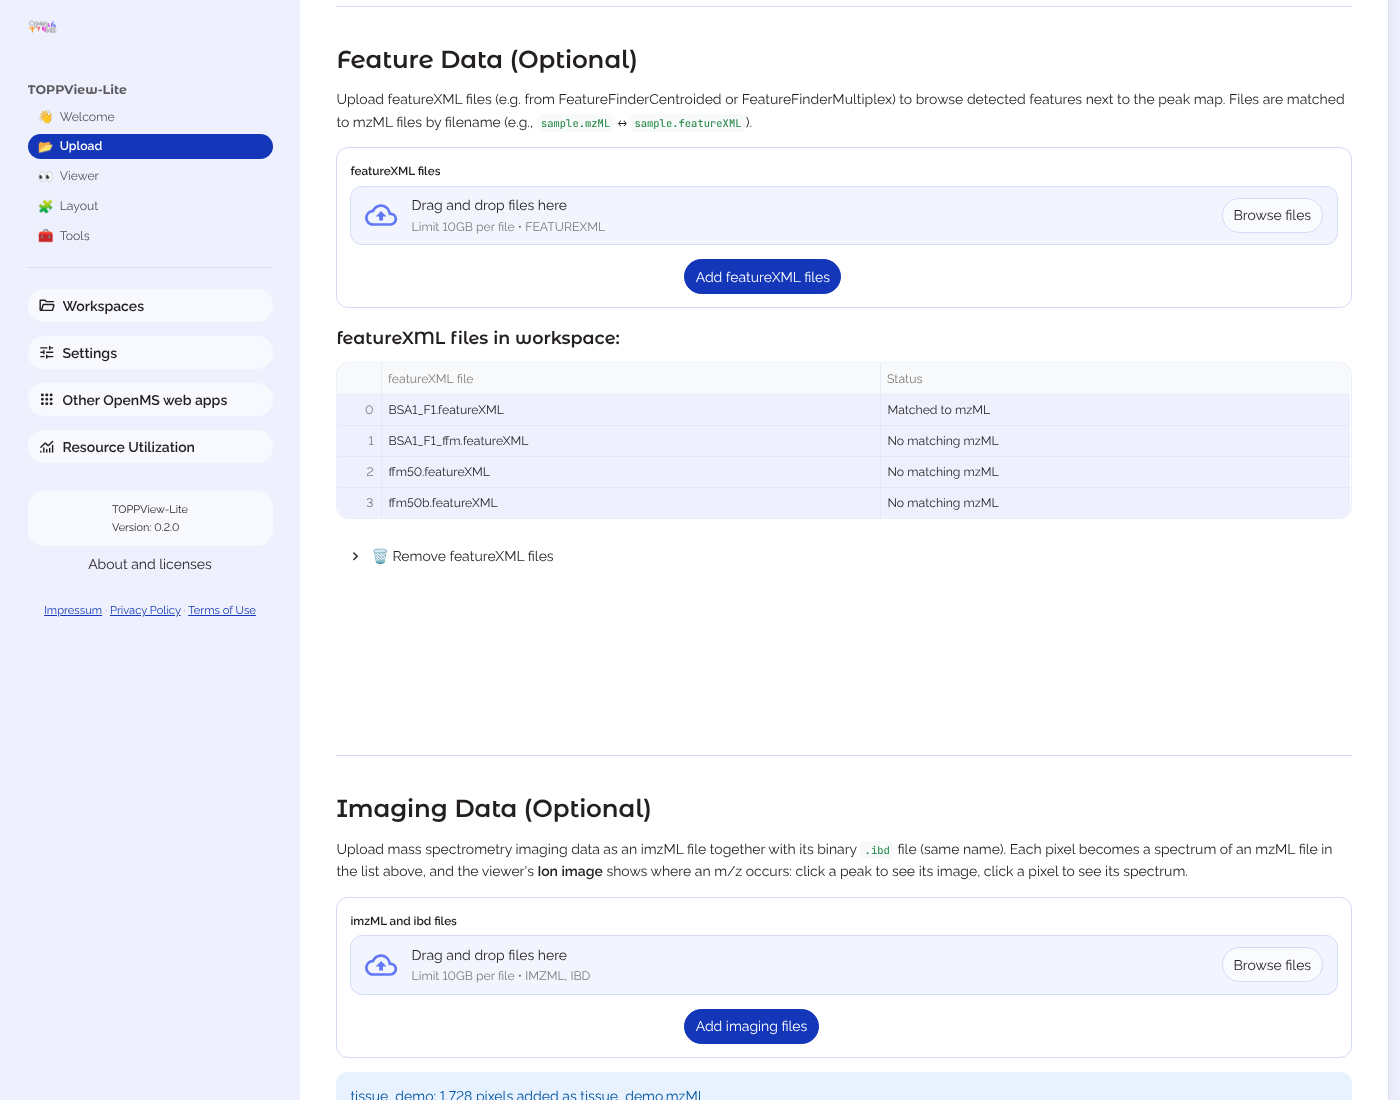 TOPPView-Lite
Welcome
Upload
Viewer
Layout
Tools
Workspaces
Settings
Other OpenMS web apps
Resource Utilization
TOPPView-Lite
Version: 0.2.0
About and licenses
Impressum · Privacy Policy · Terms of Use
Feature Data (Optional)
Upload featureXML files (e.g. from FeatureFinderCentroided or FeatureFinderMultiplex) to browse detected features next to the peak map. Files are matched
to mzML files by filename (e.g., sample.mzML ↔ sample.featureXML ).
featureXML files
Drag and drop files here
Limit 10GB per file • FEATUREXML
Browse files
Add featureXML files
featureXML files in workspace:
featureXML file Status
0 BSA1_F1.featureXML Matched to mzML
1 BSA1_F1_ffm.featureXML No matching mzML
2 ffm50.featureXML No matching mzML
3 ffm50b.featureXML No matching mzML
Remove featureXML files
Imaging Data (Optional)
Upload mass spectrometry imaging data as an imzML file together with its binary .ibd file (same name). Each pixel becomes a spectrum of an mzML file in
the list above, and the viewer's Ion image shows where an m/z occurs: click a peak to see its image, click a pixel to see its spectrum.
imzML and ibd files
Drag and drop files here
Limit 10GB per file • IMZML, IBD
Browse files
Add imaging files
tissue_demo: 1,728 pixels added as tissue_demo.mzML